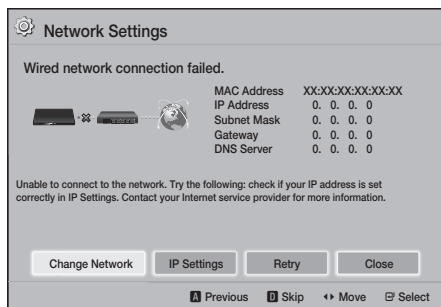 Network Settings
Wired network connection failed.
MAC Address XX:XX:XX:XX:XX:XX
IP Address 0. 0. 0. 0
Subnet Mask 0. 0. 0. 0
Gateway 0. 0. 0. 0
DNS Server 0. 0. 0. 0
Unable to connect to the network. Try the following: check if your IP address is set
correctly in IP Settings. Contact your Internet service provider for more information.
Change Network IP Settings Retry Close
A Previous D Skip Move Select